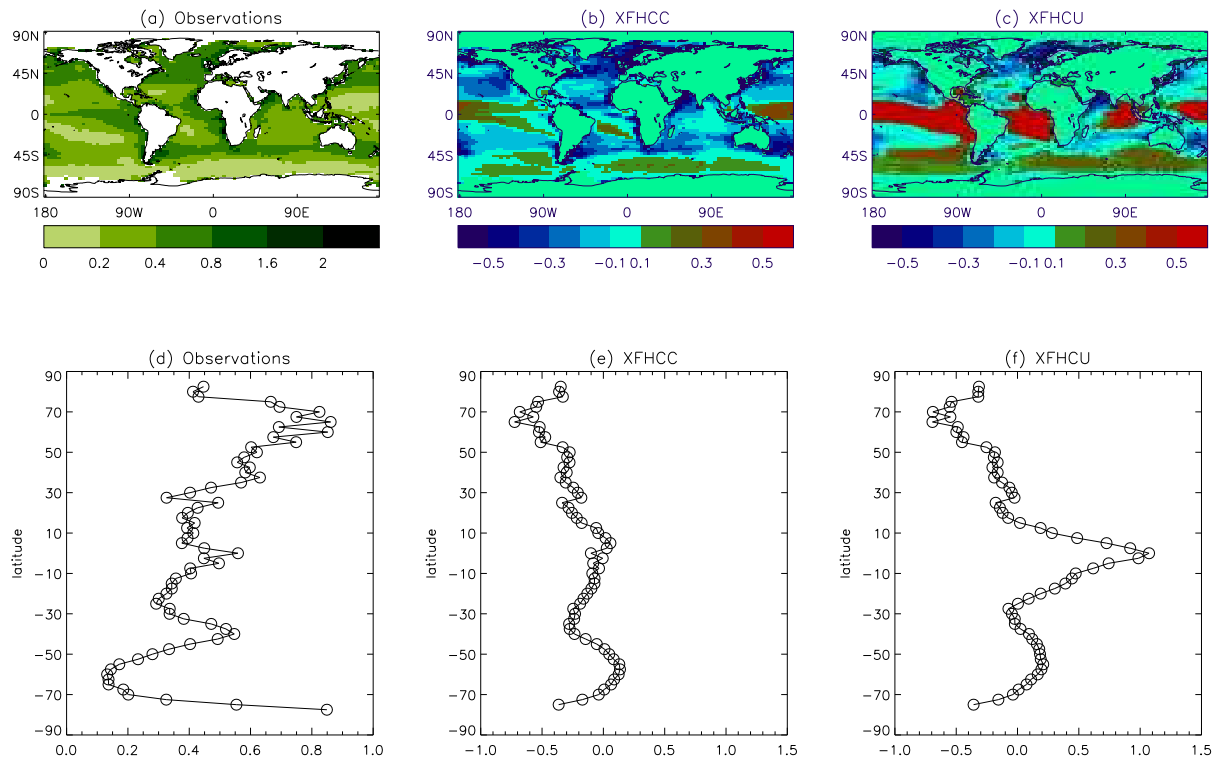 (a) Observations
(b) XFHCC
(c) XFHCU
90N
45N
0
45S
90S
180 90W 0 90E
0 0.2 0.4 0.8 1.6 2
90N
45N
0
45S
90S
180 90W 0 90E
−0.5 −0.3 −0.1 0.1 0.3 0.5
90N
45N
0
45S
90S
180 90W 0 90E
−0.5 −0.3 −0.1 0.1 0.3 0.5
(d) Observations
(e) XFHCC
(f) XFHCU
latitude
90
70
50
30
10
−10
−30
−50
−70
−90
0.0 0.2 0.4 0.6 0.8 1.0
latitude
90
70
50
30
10
−10
−30
−50
−70
−90
−1.0 −0.5 0.0 0.5 1.0 1.5
latitude
90
70
50
30
10
−10
−30
−50
−70
−90
−1.0 −0.5 0.0 0.5 1.0 1.5